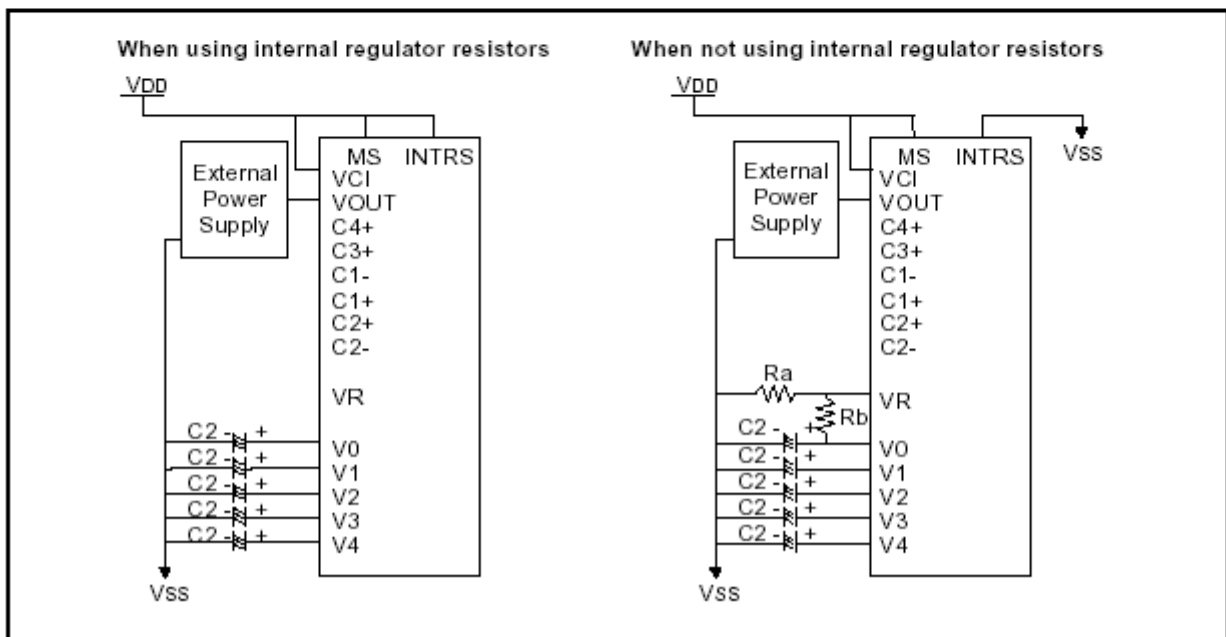 When using internal regulator resistors
VDD
MS INTRS
External
Power
Supply
VCI
VOUT
C4+
C3+
C1-
C1+
C2+
C2-
VR
C2 - + V0
C2 - + V1
C2 - + V2
C2 - + V3
C2 - + V4
VSS
When not using internal regulator resistors
VDD
MS INTRS
VSS
External
Power
Supply
VCI
VOUT
C4+
C3+
C1-
C1+
C2+
C2-
Ra
VR
Rb
C2 - + V0
C2 - + V1
C2 - + V2
C2 - + V3
C2 - + V4
VSS